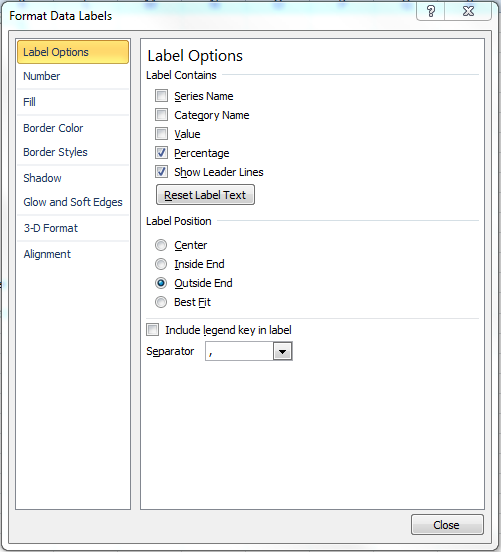 Format Data Labels
Label Options
Number
Fill
Border Color
Border Styles
Shadow
Glow and Soft Edges
3-D Format
Alignment
Label Options
Label Contains
Series Name
Category Name
Value
Percentage
Show Leader Lines
Reset Label Text
Label Position
Center
Inside End
Outside End
Best Fit
Include legend key in label
Separator ,
Close